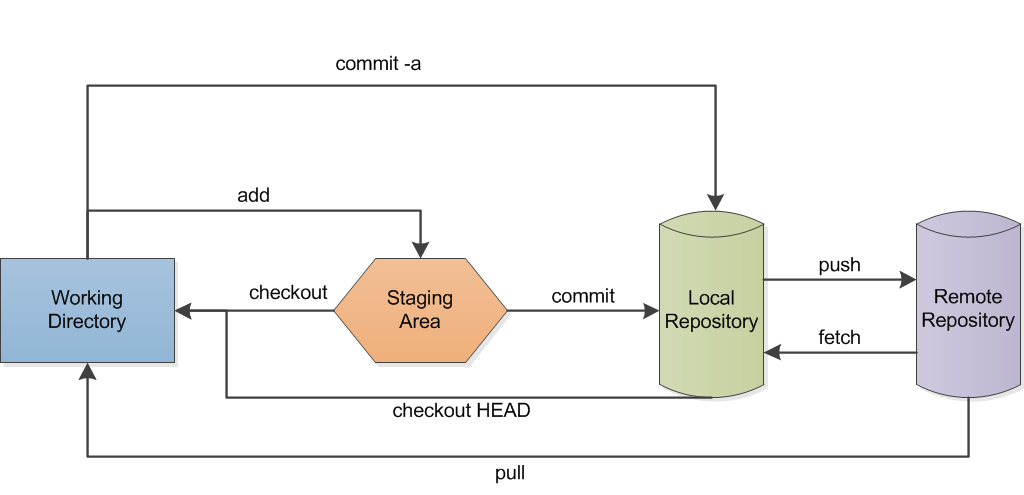 commit -a
add
Working
Directory
checkout
Staging
Area
commit
Local
Repository
push
fetch
Remote
Repository
checkout HEAD
pull